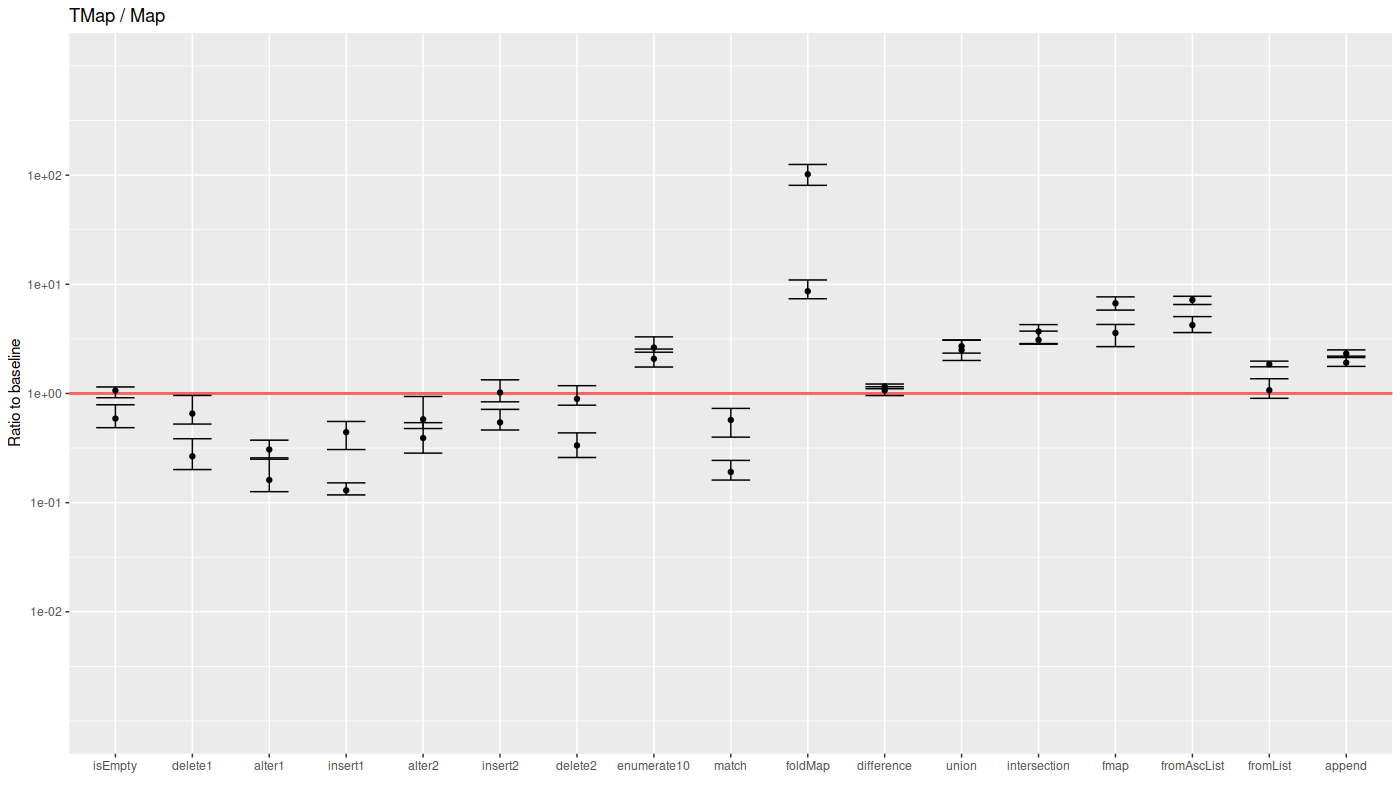 TMap / Map
Ratio to baseline
1e+02
1e+01
1e+00
1e-01
1e-02
isEmpty delete1 alter1 insert1 alter2 insert2 delete2 enumerate10 match foldMap difference union intersection fmap fromAscList fromList append